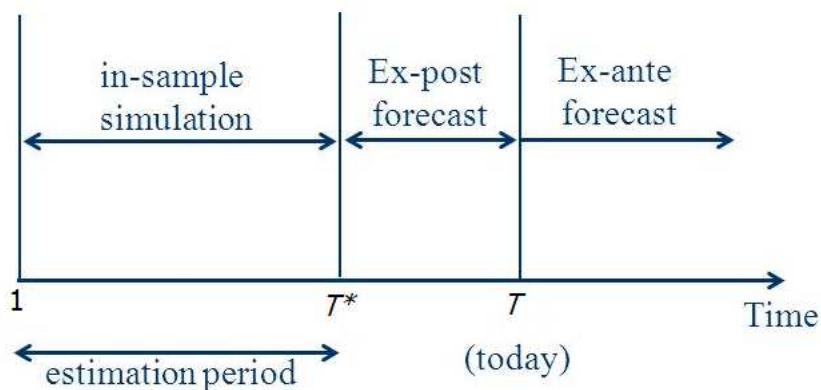 in-sample
simulation
Ex-post
forecast
Ex-ante
forecast
1
T*
T
Time
estimation period
(today)